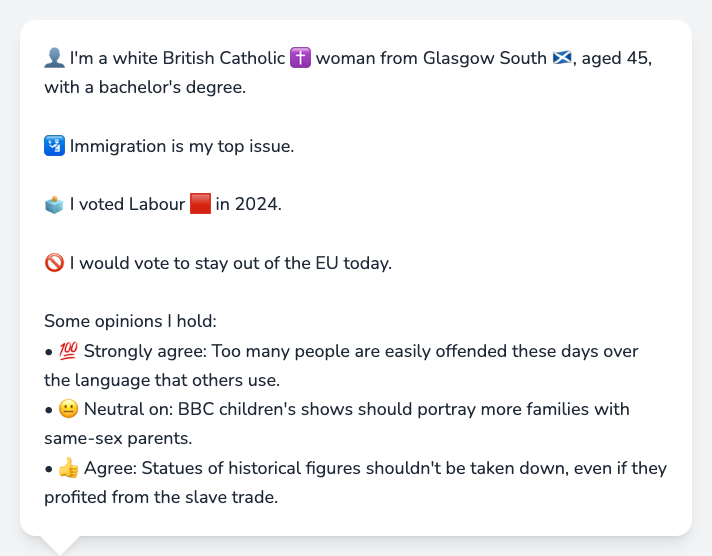 👤 I'm a white British Catholic ✝️ woman from Glasgow South 🏴󠁧󠁢󠁳󠁣󠁴󠁿, aged 45,
with a bachelor's degree.
🛂 Immigration is my top issue.
🗳️ I voted Labour 🟥 in 2024.
🚫 I would vote to stay out of the EU today.
Some opinions I hold:
• 💯 Strongly agree: Too many people are easily offended these days over
the language that others use.
• 😐 Neutral on: BBC children's shows should portray more families with
same-sex parents.
• 👍 Agree: Statues of historical figures shouldn't be taken down, even if they
profited from the slave trade.